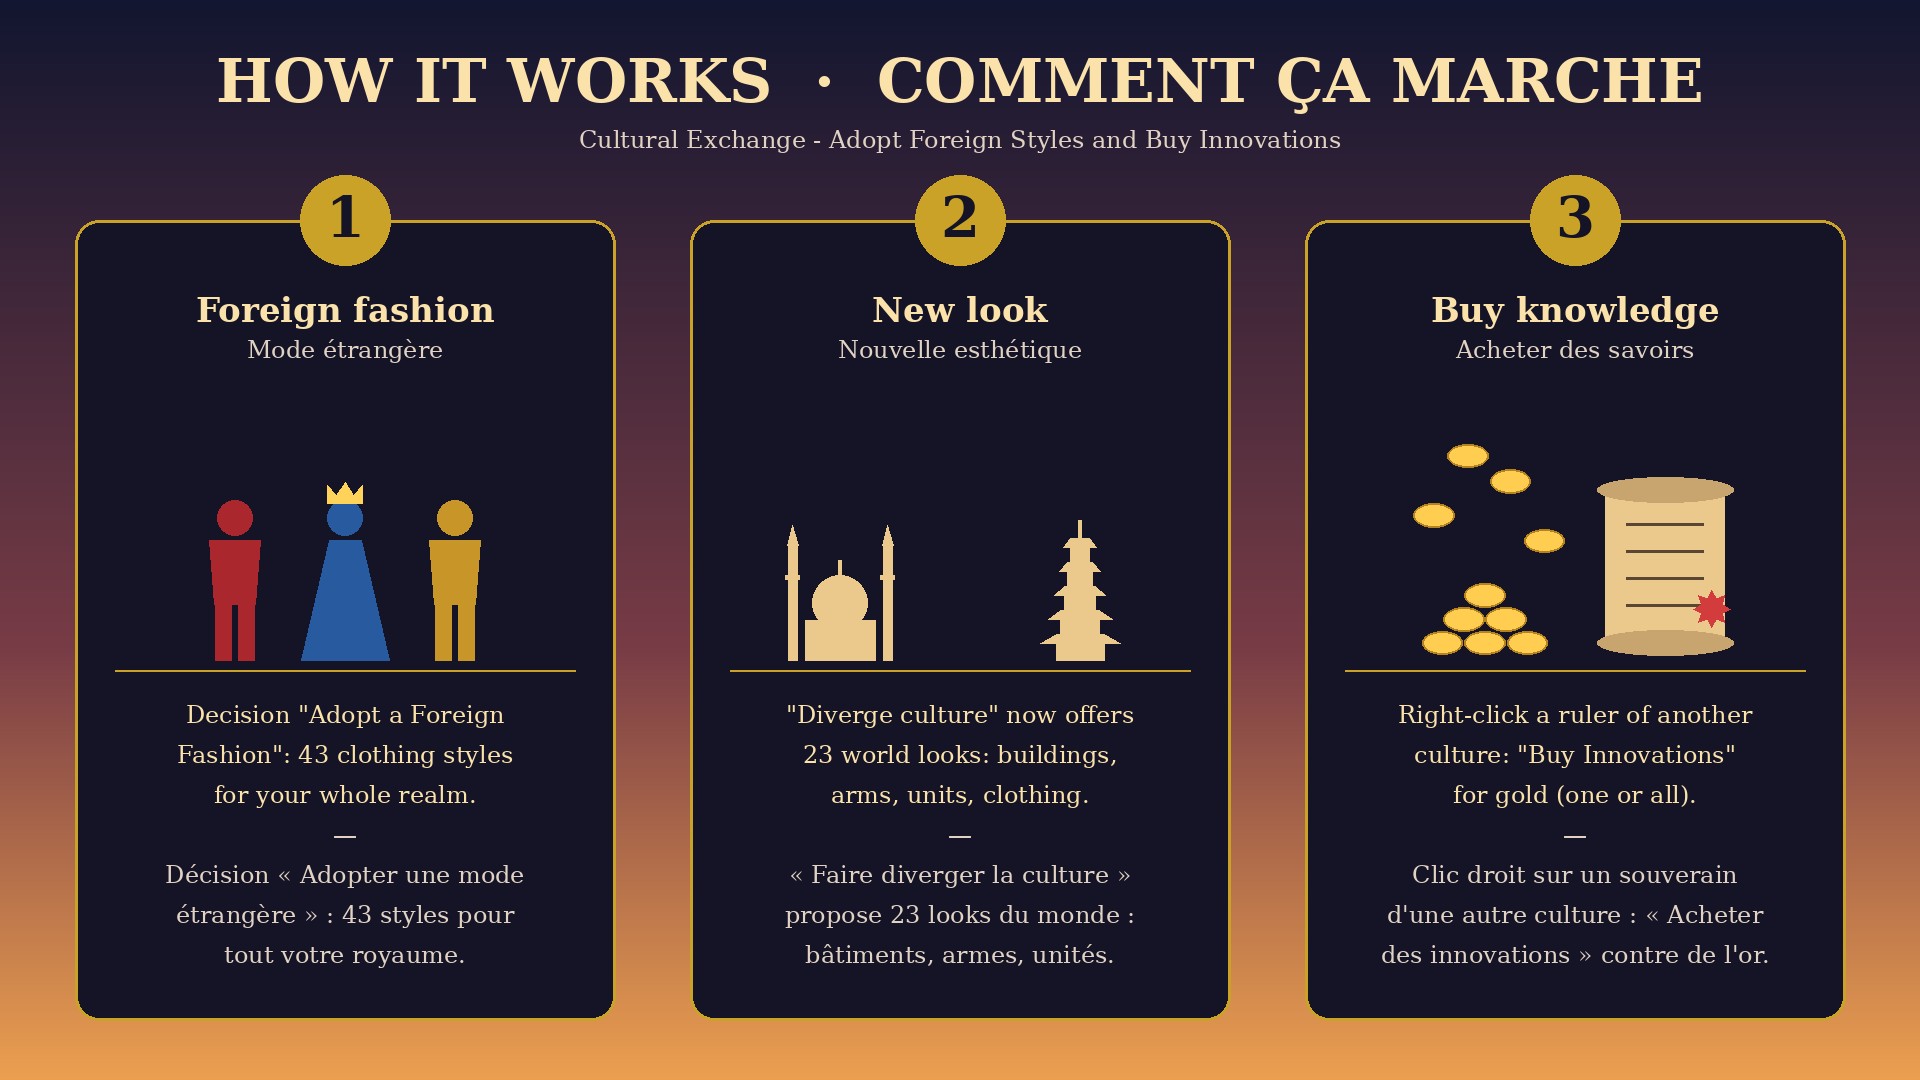 HOW IT WORKS · COMMENT ÇA MARCHE
Cultural Exchange - Adopt Foreign Styles and Buy Innovations
1
Foreign fashion
Mode étrangère
Decision "Adopt a Foreign
Fashion": 43 clothing styles
for your whole realm.
—
Décision « Adopter une mode
étrangère » : 43 styles pour
tout votre royaume.
2
New look
Nouvelle esthétique
"Diverge culture" now offers
23 world looks: buildings,
arms, units, clothing.
—
« Faire diverger la culture »
propose 23 looks du monde :
bâtiments, armes, unités.
3
Buy knowledge
Acheter des savoirs
Right-click a ruler of another
culture: "Buy Innovations"
for gold (one or all).
—
Clic droit sur un souverain
d'une autre culture : « Acheter
des innovations » contre de l'or.